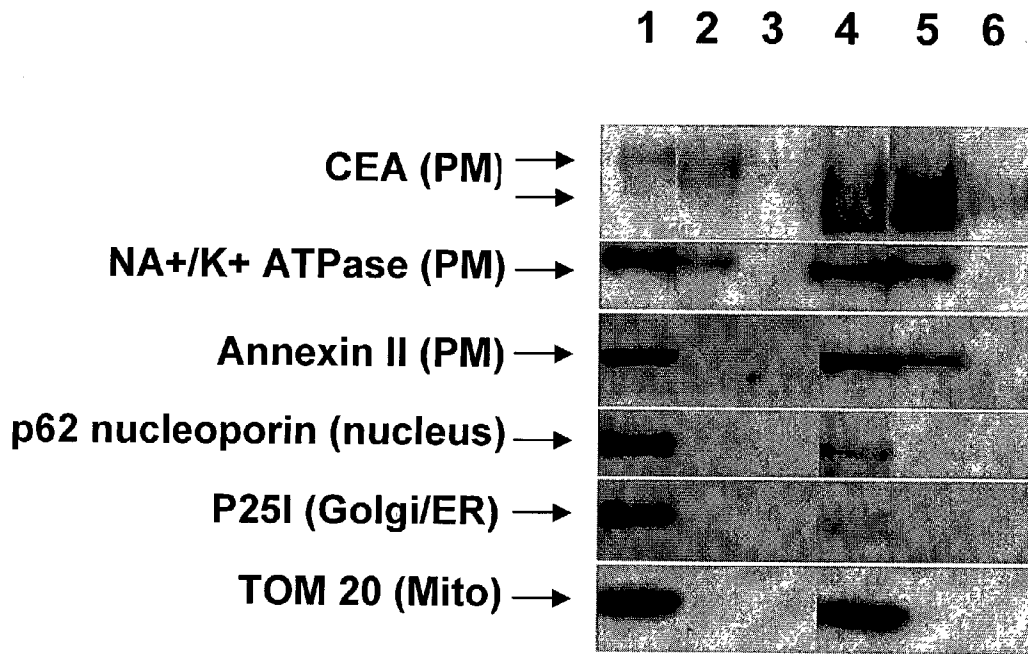 1 2 3 4 5 6
CEA (PM)
NA+/K+ ATPase (PM)
Annexin II (PM)
p62 nucleoporin (nucleus)
P25I (Golgi/ER)
TOM 20 (Mito)